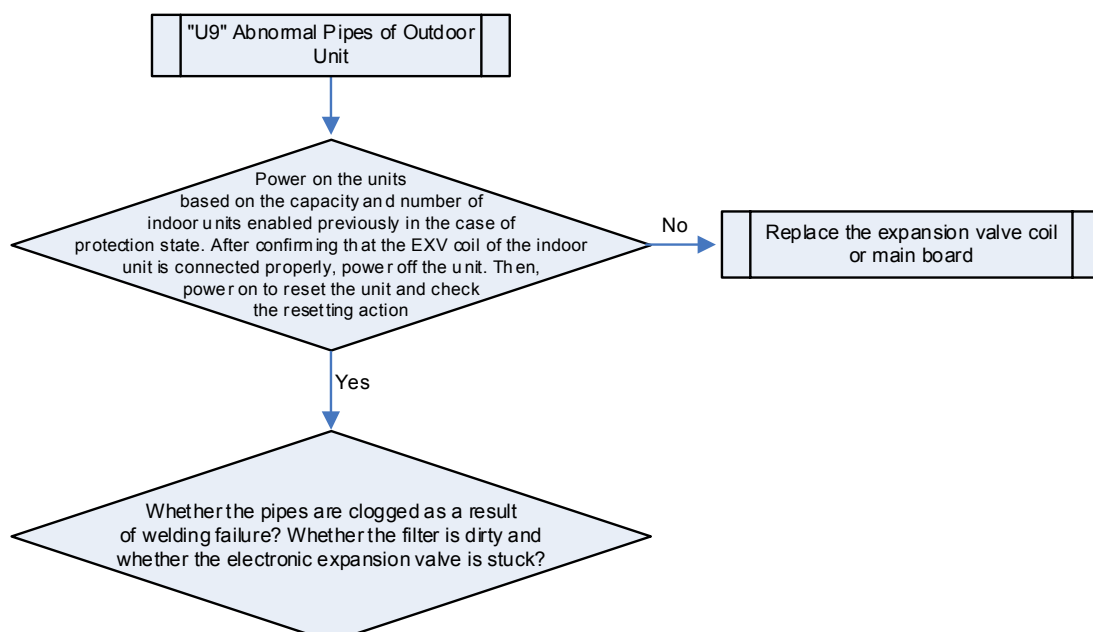 "U9" Abnormal Pipes of Outdoor
Unit
Power on the units
based on the capacity and number of
indoor units enabled previously in the case of
protection state. After confirming that the EXV coil of the indoor
unit is connected properly, power off the unit. Then,
power on to reset the unit and check
the resetting action
No
Replace the expansion valve coil
or main board
Yes
Whether the pipes are clogged as a result
of welding failure? Whether the filter is dirty and
whether the electronic expansion valve is stuck?